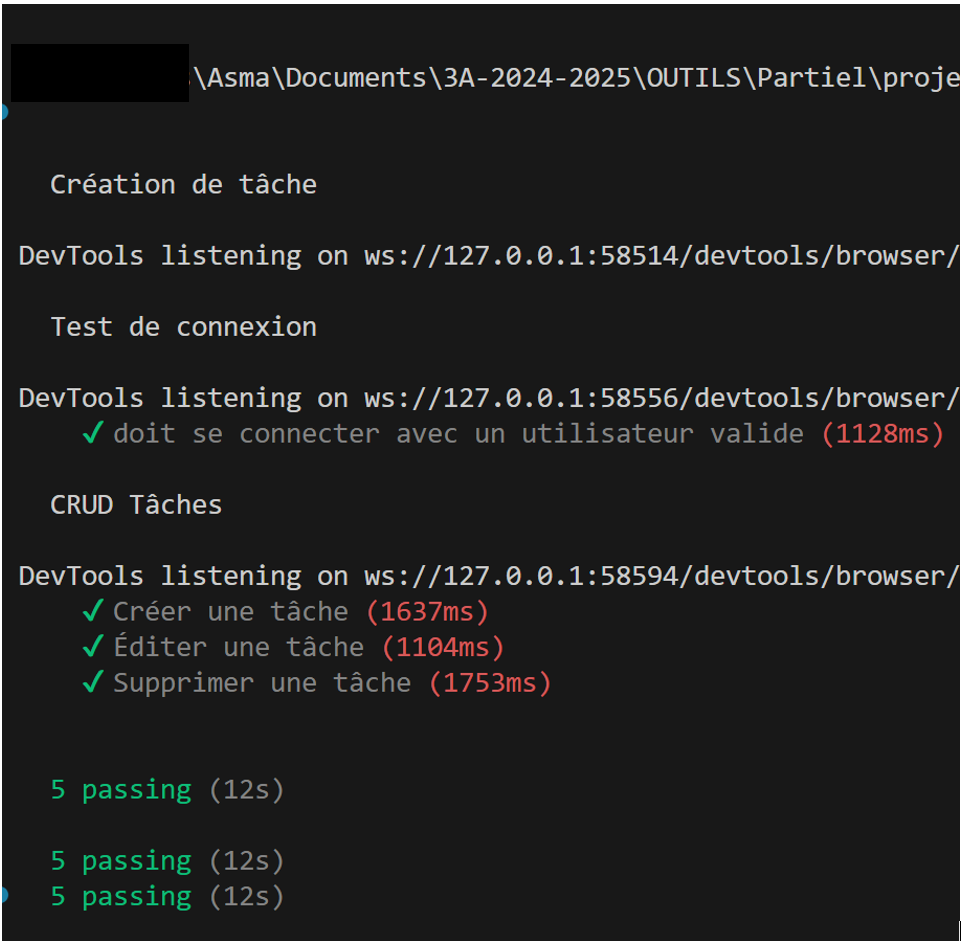 \Asma\Documents\3A-2024-2025\OUTILS\Partiel\proje
Création de tâche
DevTools listening on ws://127.0.0.1:58514/devtools/browser/
Test de connexion
DevTools listening on ws://127.0.0.1:58556/devtools/browser/
✓ doit se connecter avec un utilisateur valide (1128ms)
CRUD Tâches
DevTools listening on ws://127.0.0.1:58594/devtools/browser/
✓ Créer une tâche (1637ms)
✓ Éditer une tâche (1104ms)
✓ Supprimer une tâche (1753ms)
5 passing (12s)
5 passing (12s)
5 passing (12s)